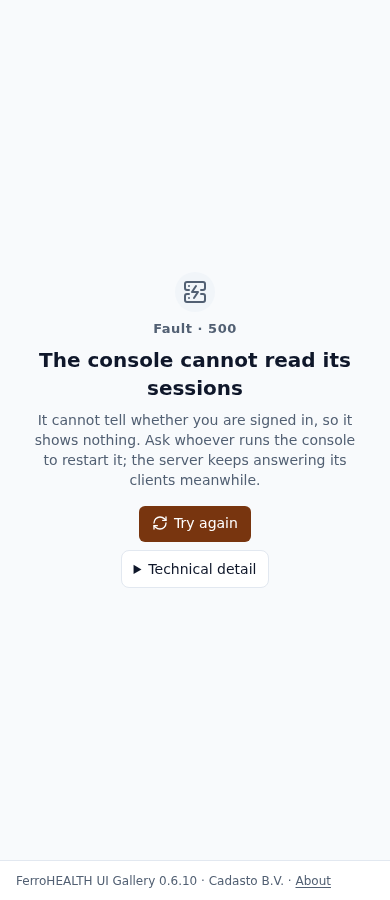 Fault · 500
The console cannot read its
sessions
It cannot tell whether you are signed in, so it
shows nothing. Ask whoever runs the console
to restart it; the server keeps answering its
clients meanwhile.
Try again
Technical detail
FerroHEALTH UI Gallery 0.6.10 · Cadasto B.V. · About